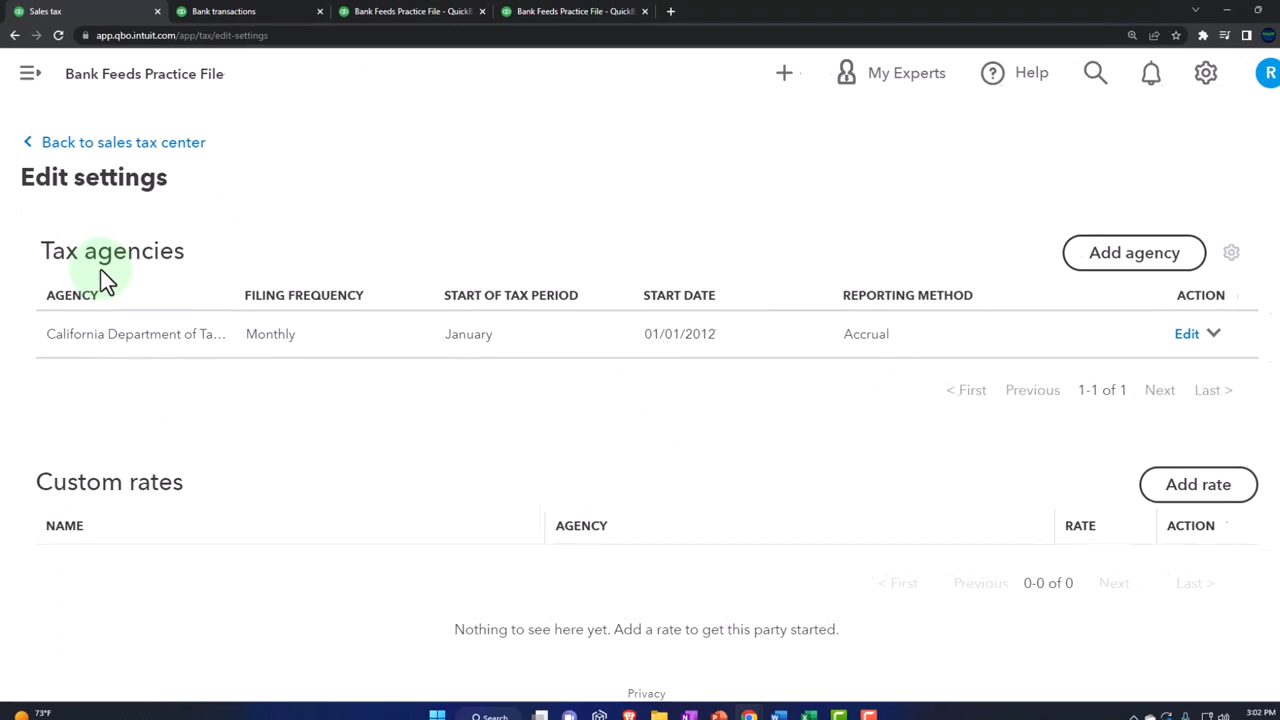 Sales tax × Bank transactions × Bank Feeds Practice File - QuickB × Bank Feeds Practice File - QuickB × +
app.qbo.intuit.com/app/tax/edit-settings
Bank Feeds Practice File My Experts Help R
Back to sales tax center
Edit settings
Tax agencies Add agency
AGENCY FILING FREQUENCY START OF TAX PERIOD START DATE REPORTING METHOD ACTION
California Department of Ta... Monthly January 01/01/2012 Accrual Edit
< First Previous 1-1 of 1 Next Last >
Custom rates Add rate
NAME AGENCY RATE ACTION
< First Previous 0-0 of 0 Next Last >
Nothing to see here yet. Add a rate to get this party started.
Privacy
73°F Search 3:02 PM